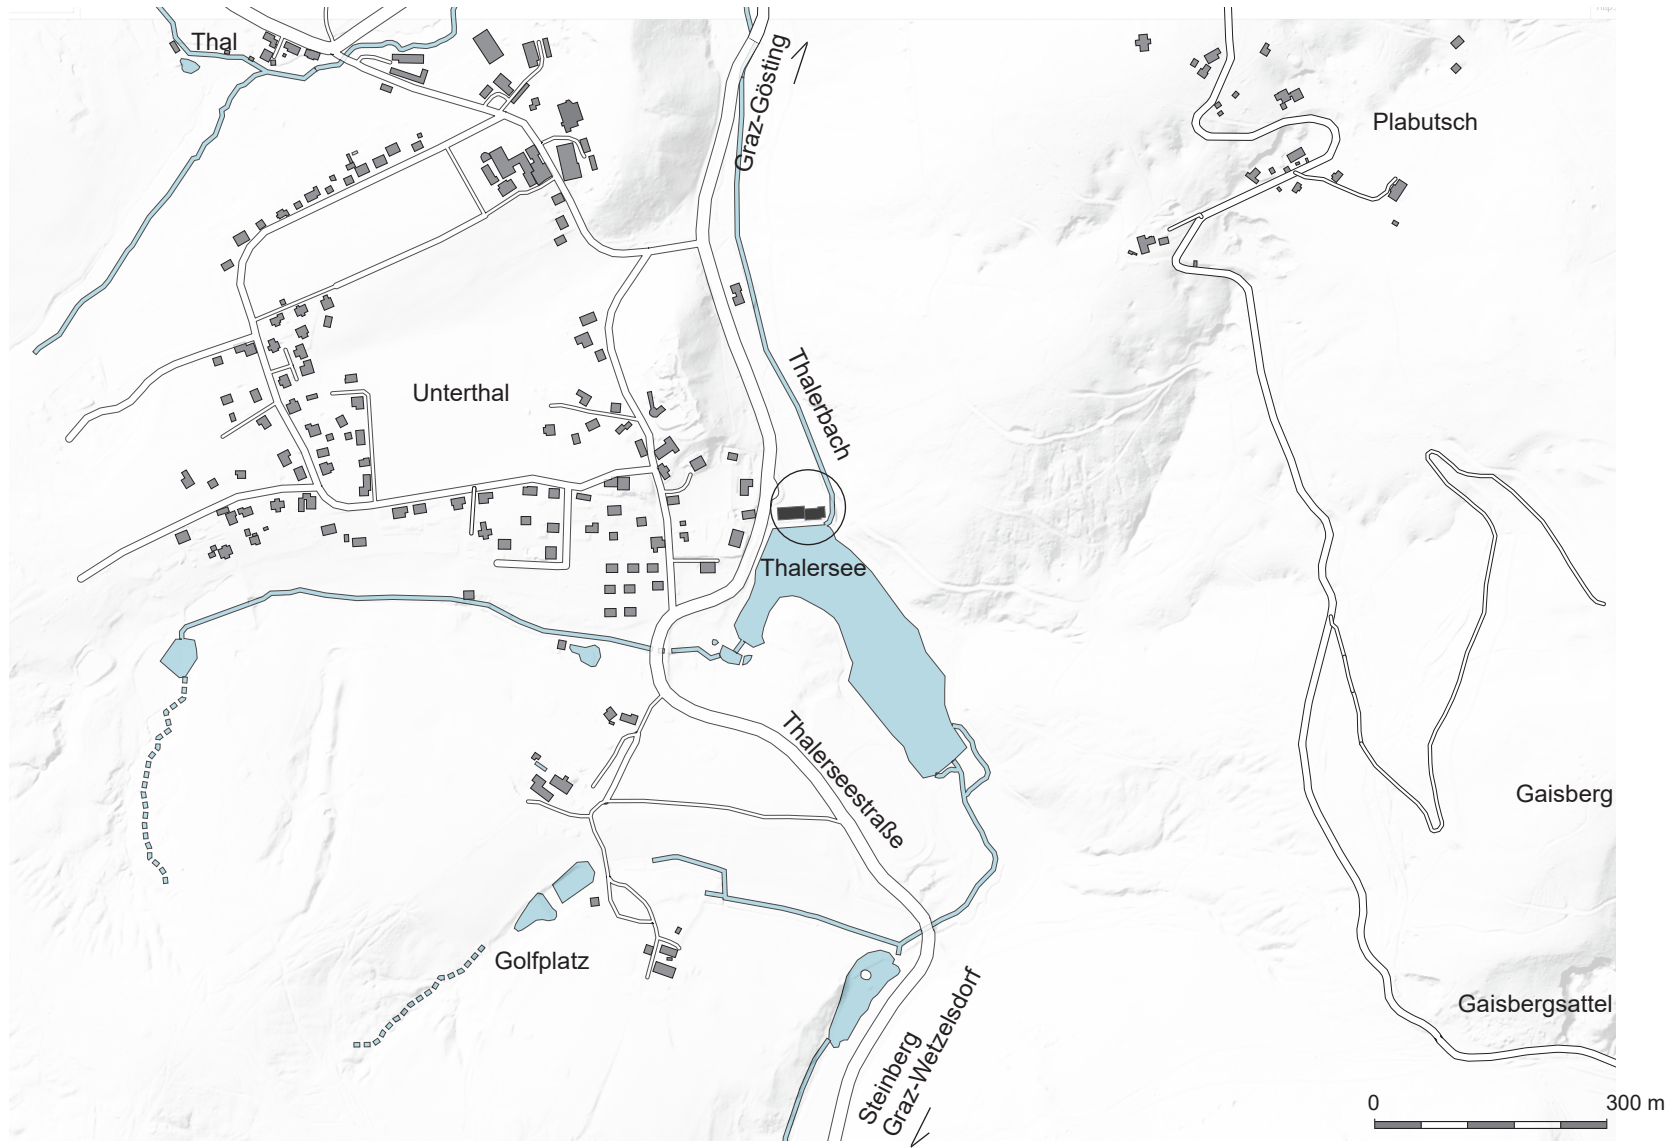 Thal
Graz-Gösting
Plabutsch
Thalerbach
Unterthal
Thalersee
Thalerseestraße
Gaisberg
Golfplatz
Gaisbergsattel
Steinberg
Graz-Wetzelsdorf
0 300 m